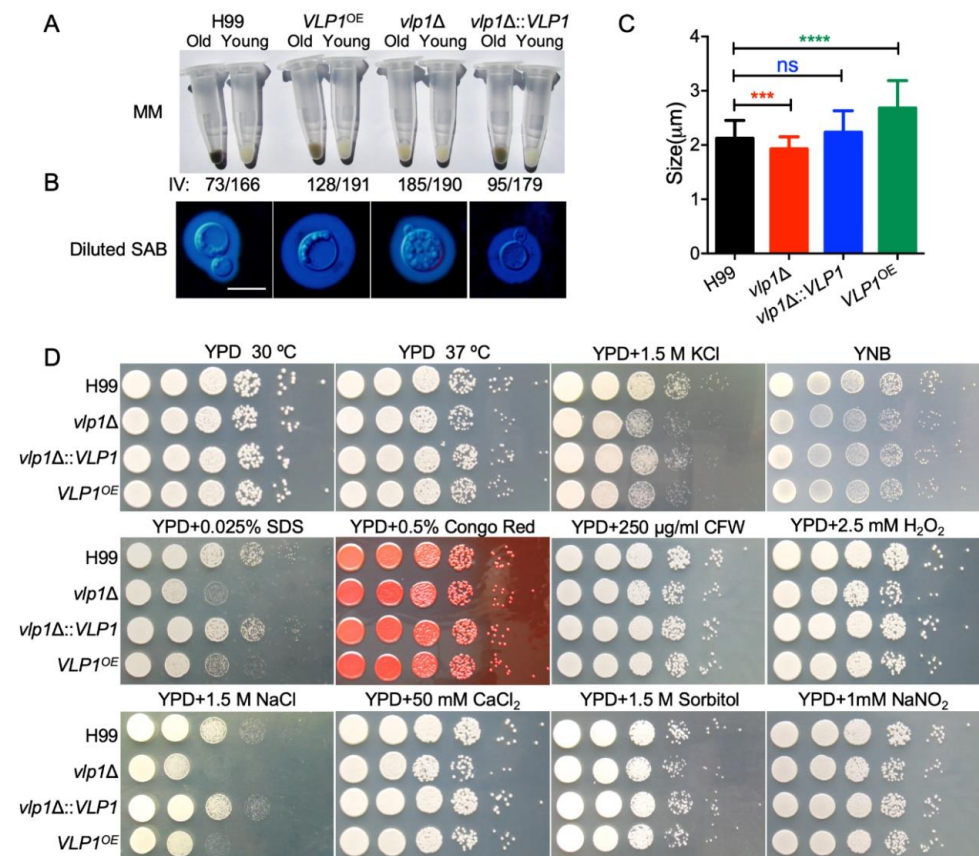 A
H99 VLP1ᴼᴱ vlp1Δ vlp1Δ::VLP1
Old Young Old Young Old Young Old Young
MM
IV: 73/166 128/191 185/190 95/179
B
Diluted SAB
C
****
ns
***
Size(μm)
4
3
2
1
0
H99
vlp1Δ
vlp1Δ::VLP1
VLP1ᴼᴱ
D
YPD 30 ºC YPD 37 ºC YPD+1.5 M KCl YNB
H99
vlp1Δ
vlp1Δ::VLP1
VLP1ᴼᴱ
YPD+0.025% SDS YPD+0.5% Congo Red YPD+250 μg/ml CFW YPD+2.5 mM H₂O₂
H99
vlp1Δ
vlp1Δ::VLP1
VLP1ᴼᴱ
YPD+1.5 M NaCl YPD+50 mM CaCl₂ YPD+1.5 M Sorbitol YPD+1mM NaNO₂
H99
vlp1Δ
vlp1Δ::VLP1
VLP1ᴼᴱ